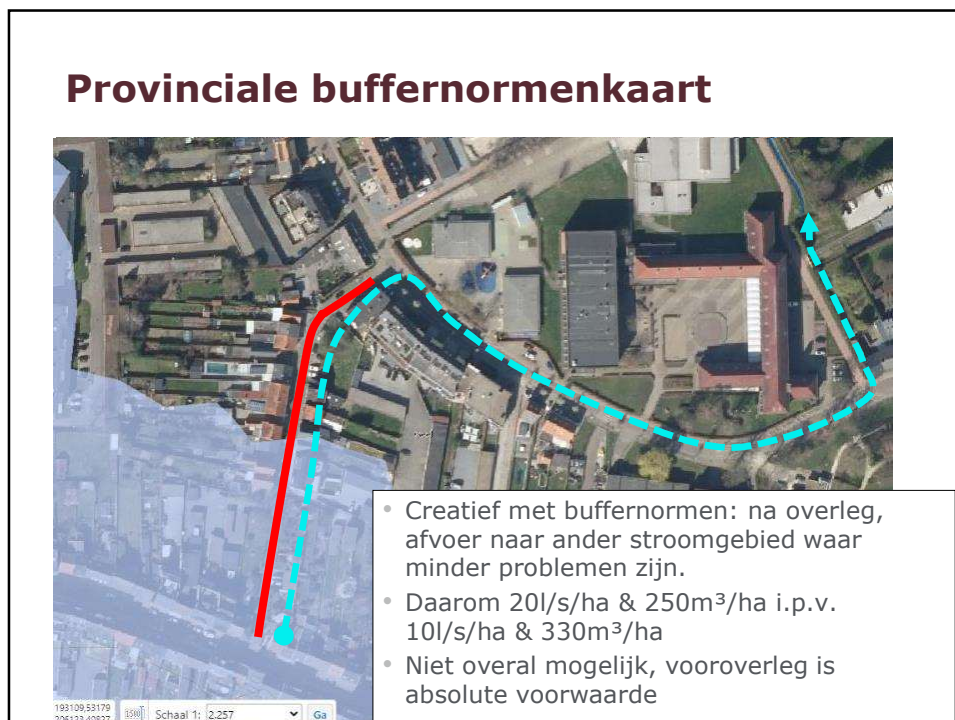 Provinciale buffernormenkaart
• Creatief met buffernormen: na overleg,
afvoer naar ander stroomgebied waar
minder problemen zijn.
• Daarom 20l/s/ha & 250m³/ha i.p.v.
10l/s/ha & 330m³/ha
• Niet overal mogelijk, vooroverleg is
absolute voorwaarde
193109,53179
Schaal 1: 2.257 Ga